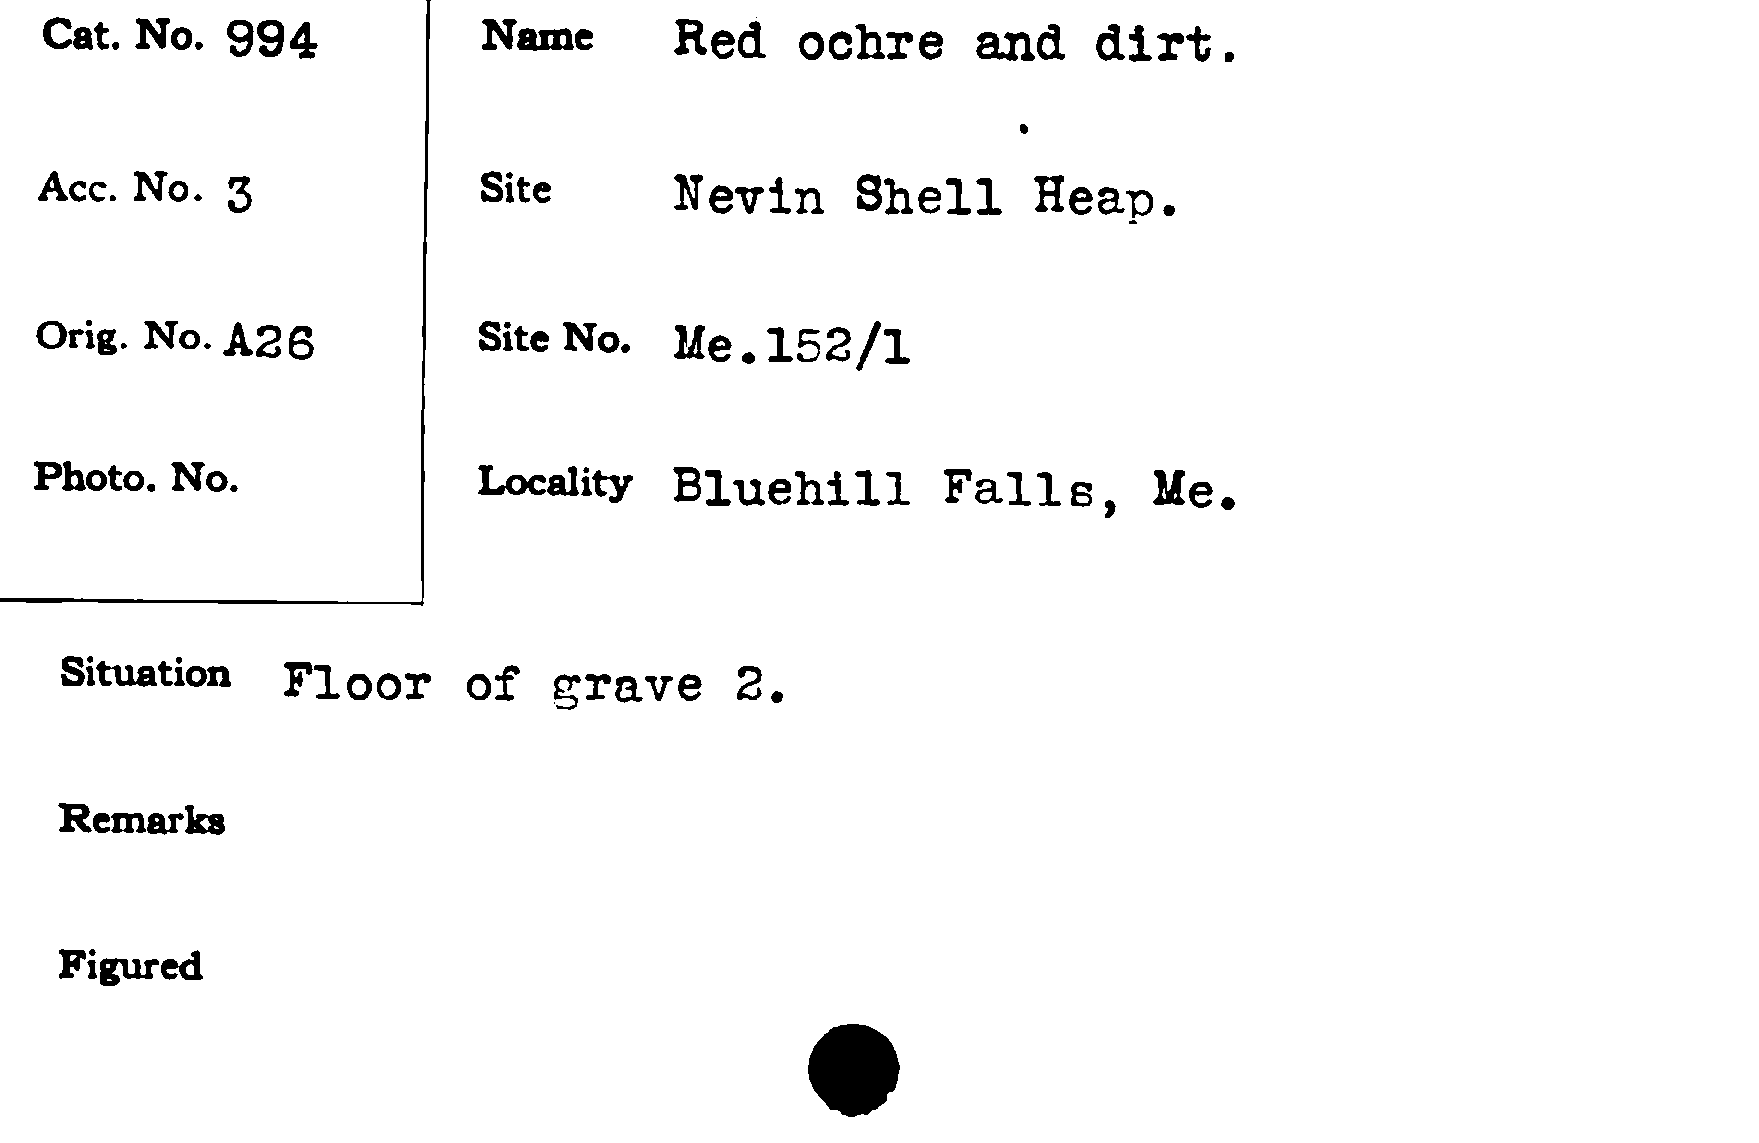 Cat. No. 994
Name Red ochre and dirt.
Acc. No. 3
Site Nevin Shell Heap.
Orig. No. A26
Site No. Me.152/1
Photo. No.
Locality Bluehill Falls, Me.
Situation Floor of grave 2.
Remarks
Figured